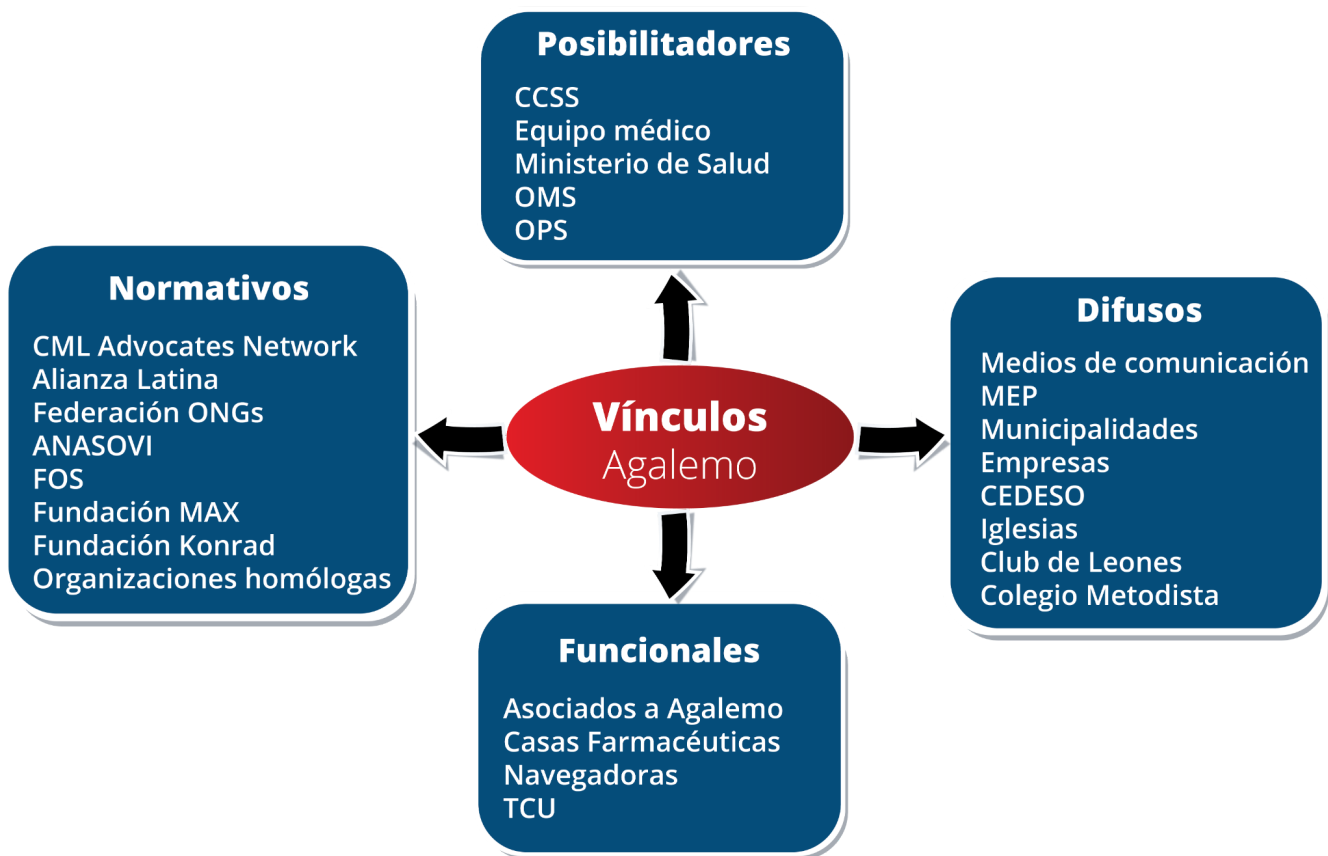 Posibilitadores
CCSS
Equipo médico
Ministerio de Salud
OMS
OPS
Normativos
CML Advocates Network
Alianza Latina
Federación ONGs
ANASOVI
FOS
Fundación MAX
Fundación Konrad
Organizaciones homólogas
Vínculos
Agalemo
Difusos
Medios de comunicación
MEP
Municipalidades
Empresas
CEDESO
Iglesias
Club de Leones
Colegio Metodista
Funcionales
Asociados a Agalemo
Casas Farmacéuticas
Navegadoras
TCU